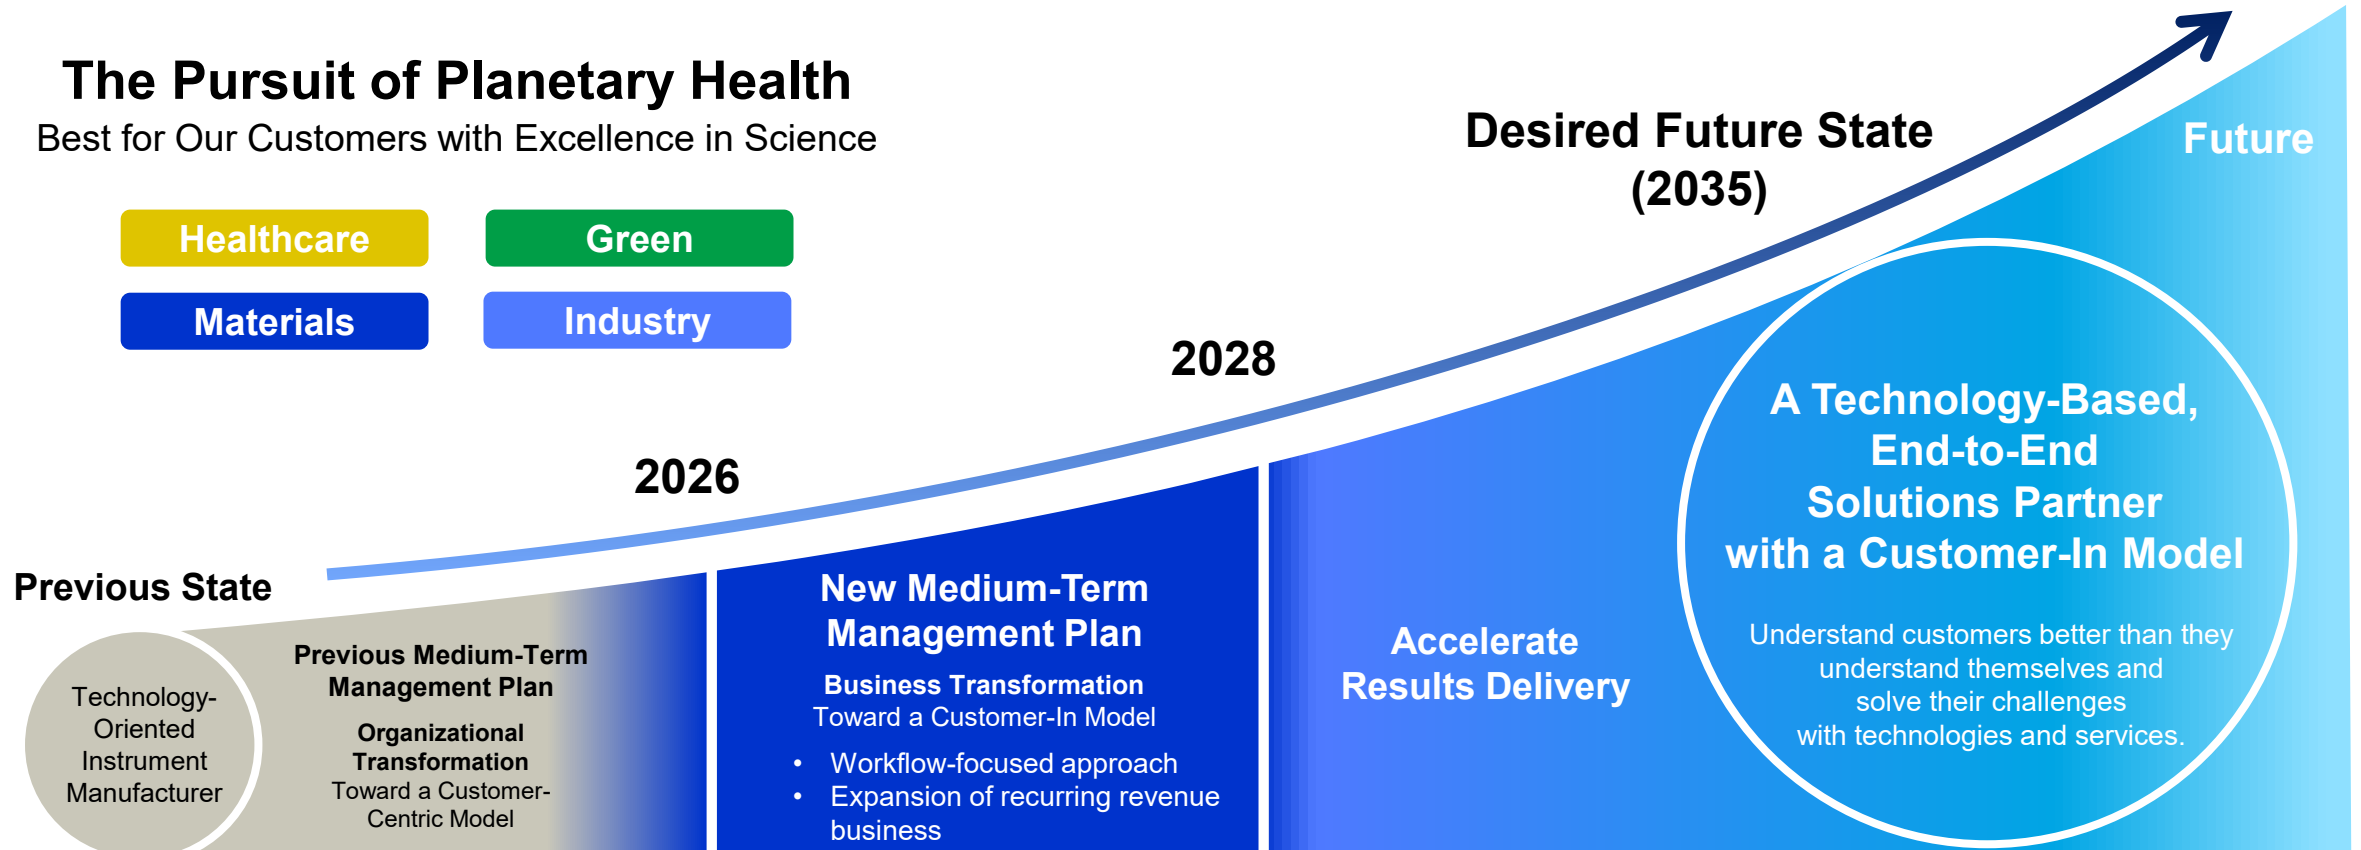 The Pursuit of Planetary Health
Best for Our Customers with Excellence in Science
Healthcare
Green
Materials
Industry
Previous State
Technology-
Oriented
Instrument
Manufacturer
Previous Medium-Term
Management Plan
Organizational
Transformation
Toward a Customer-
Centric Model
2026
New Medium-Term
Management Plan
Business Transformation
Toward a Customer-In Model
• Workflow-focused approach
• Expansion of recurring revenue
business
2028
Accelerate
Results Delivery
Desired Future State
(2035)
Future
A Technology-Based,
End-to-End
Solutions Partner
with a Customer-In Model
Understand customers better than they
understand themselves and
solve their challenges
with technologies and services.